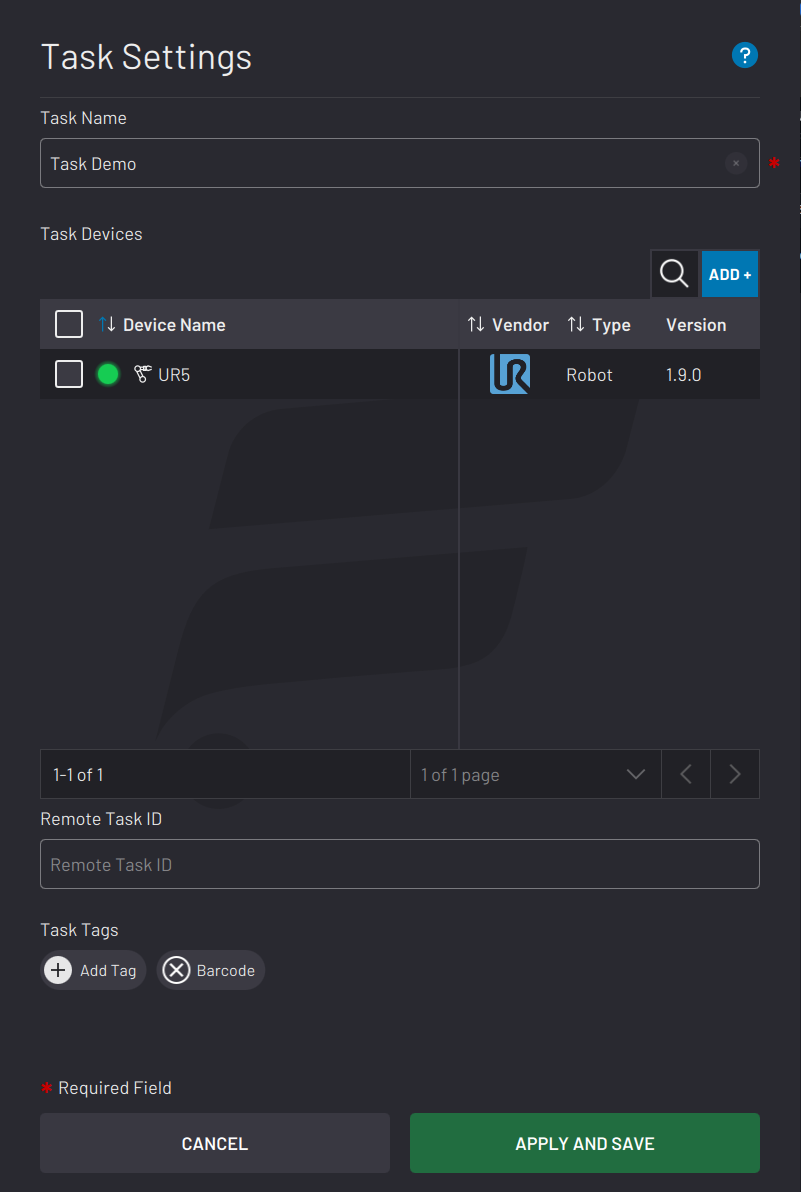 Task Settings
?
Task Name
Task Demo
*
Task Devices
ADD +
Device Name Vendor Type Version
UR5 UR Robot 1.9.0
1-1 of 1 1 of 1 page
Remote Task ID
Remote Task ID
Task Tags
Add Tag Barcode
* Required Field
CANCEL APPLY AND SAVE